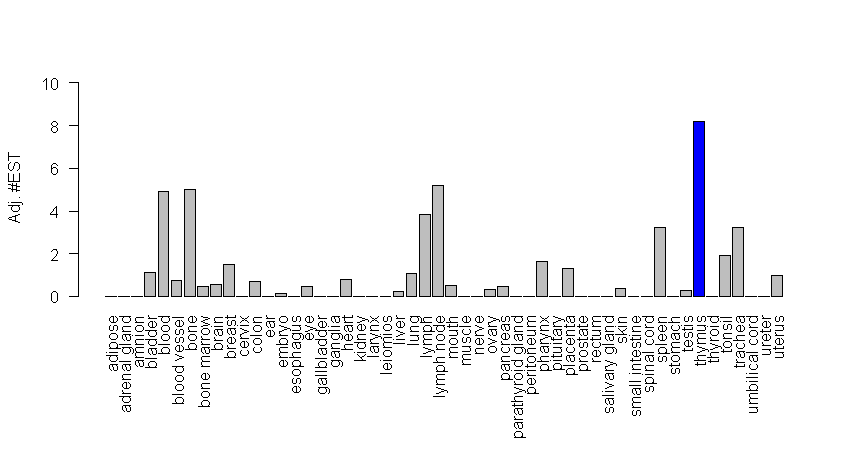 Adj. #EST
10
8
6
4
2
0
adipose
adrenal gland
amnion
bladder
blood
blood vessel
bone
bone marrow
brain
breast
cervix
colon
ear
embryo
esophagus
eye
gallbladder
ganglia
heart
kidney
larynx
leiomios
liver
lung
lymph
lymph node
mouth
muscle
nerve
ovary
pancreas
parathyroid gland
peritoneum
pharynx
pituitary
placenta
prostate
rectum
salivary gland
skin
small intestine
spinal cord
spleen
stomach
testis
thymus
thyroid
tonsil
trachea
umbilical cord
ureter
uterus